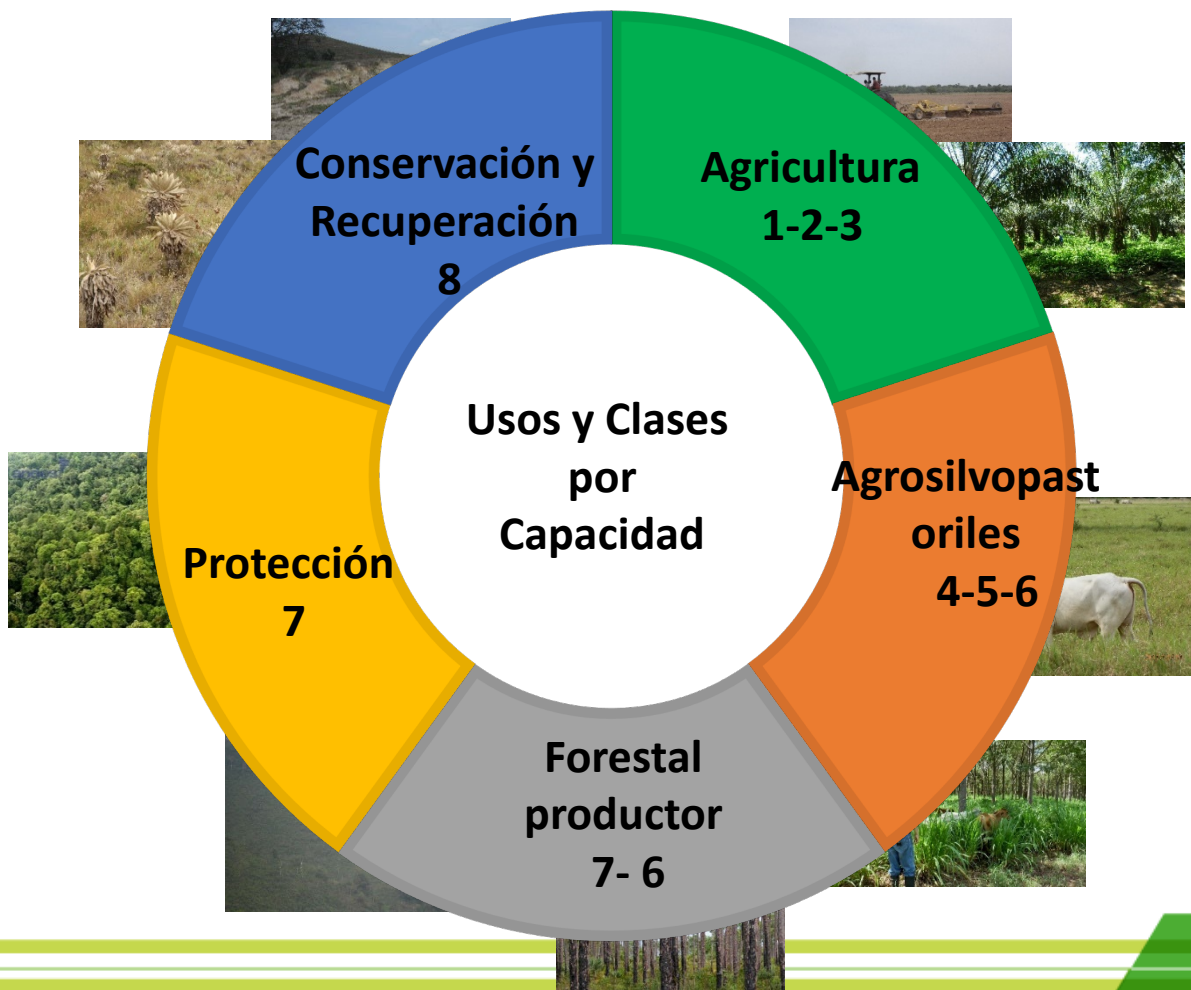 Conservación y
Recuperación
8
Agricultura
1-2-3
Usos y Clases
por
Capacidad
Agrosilvopast
oriles
4-5-6
Protección
7
Forestal
productor
7- 6